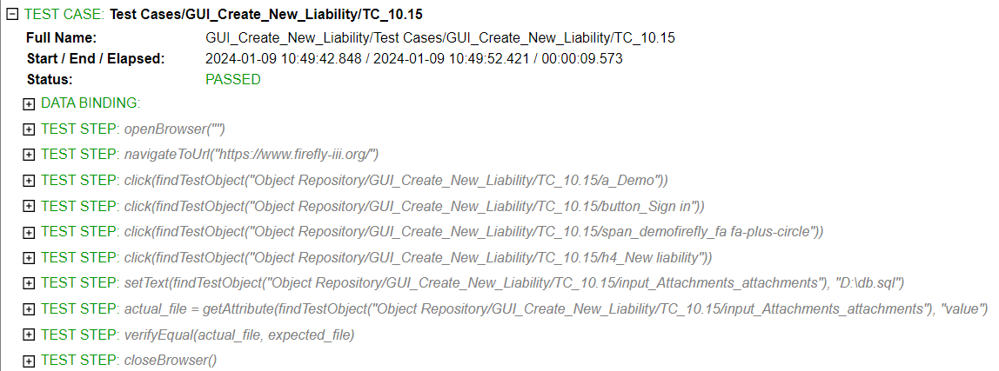 TEST CASE: Test Cases/GUI_Create_New_Liability/TC_10.15
Full Name: GUI_Create_New_Liability/Test Cases/GUI_Create_New_Liability/TC_10.15
Start / End / Elapsed: 2024-01-09 10:49:42.848 / 2024-01-09 10:49:52.421 / 00:00:09.573
Status: PASSED
DATA BINDING:
TEST STEP: openBrowser("")
TEST STEP: navigateToUrl("https://www.firefly-iii.org/")
TEST STEP: click(findTestObject("Object Repository/GUI_Create_New_Liability/TC_10.15/a_Demo"))
TEST STEP: click(findTestObject("Object Repository/GUI_Create_New_Liability/TC_10.15/button_Sign in"))
TEST STEP: click(findTestObject("Object Repository/GUI_Create_New_Liability/TC_10.15/span_demofirefly_fa fa-plus-circle"))
TEST STEP: click(findTestObject("Object Repository/GUI_Create_New_Liability/TC_10.15/h4_New liability"))
TEST STEP: setText(findTestObject("Object Repository/GUI_Create_New_Liability/TC_10.15/input_Attachments_attachments"), "D:\db.sql")
TEST STEP: actual_file = getAttribute(findTestObject("Object Repository/GUI_Create_New_Liability/TC_10.15/input_Attachments_attachments"), "value")
TEST STEP: verifyEqual(actual_file, expected_file)
TEST STEP: closeBrowser()